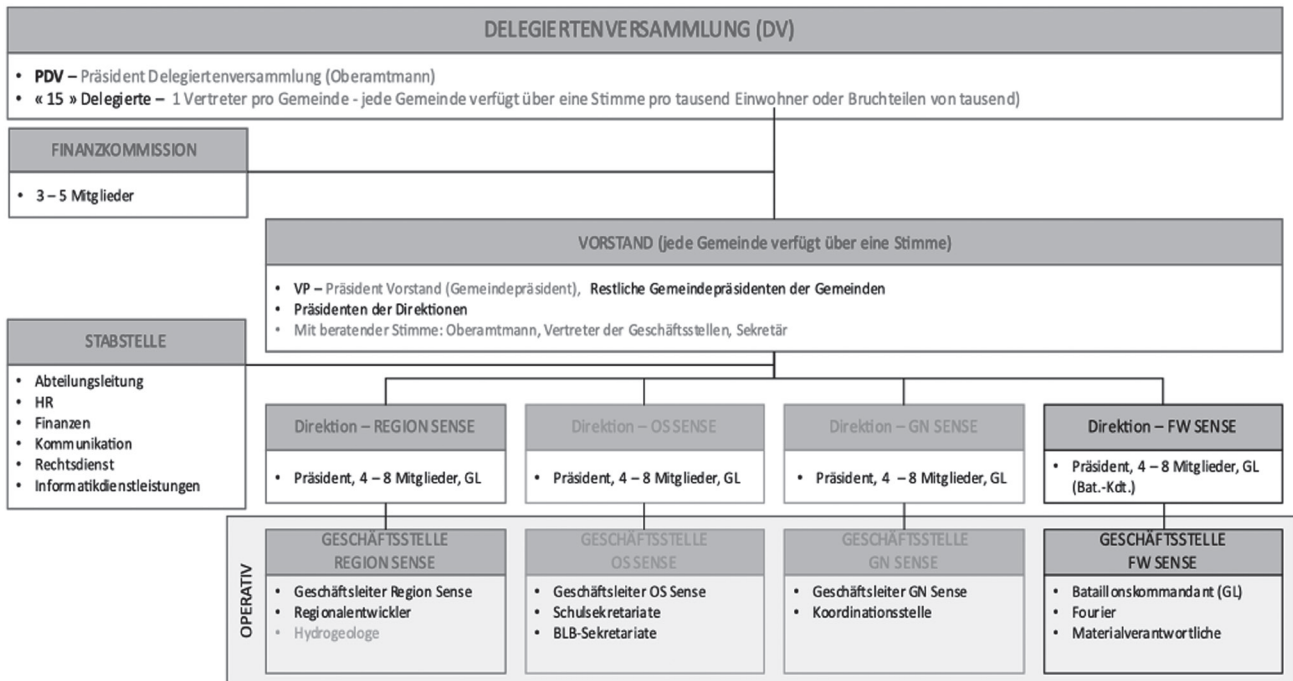 DELEGIERTENVERSAMMLUNG (DV)
• PDV – Präsident Delegiertenversammlung (Oberamtmann)
• « 15 » Delegierte – 1 Vertreter pro Gemeinde - jede Gemeinde verfügt über eine Stimme pro tausend Einwohner oder Bruchteilen von tausend)
FINANZKOMMISSION
• 3 – 5 Mitglieder
VORSTAND (jede Gemeinde verfügt über eine Stimme)
• VP – Präsident Vorstand (Gemeindepräsident), Restliche Gemeindepräsidenten der Gemeinden
• Präsidenten der Direktionen
• Mit beratender Stimme: Oberamtmann, Vertreter der Geschäftsstellen, Sekretär
STABSTELLE
• Abteilungsleitung
• HR
• Finanzen
• Kommunikation
• Rechtsdienst
• Informatikdienstleistungen
Direktion – REGION SENSE
• Präsident, 4 – 8 Mitglieder, GL
Direktion – OS SENSE
• Präsident, 4 – 8 Mitglieder, GL
Direktion – GN SENSE
• Präsident, 4 – 8 Mitglieder, GL
Direktion – FW SENSE
• Präsident, 4 – 8 Mitglieder, GL
(Bat.-Kdt.)
OPERATIV
GESCHÄFTSSTELLE
REGION SENSE
• Geschäftsleiter Region Sense
• Regionalentwickler
• Hydrogeologe
GESCHÄFTSSTELLE
OS SENSE
• Geschäftsleiter OS Sense
• Schulsekretariate
• BLB-Sekretariate
GESCHÄFTSSTELLE
GN SENSE
• Geschäftsleiter GN Sense
• Koordinationsstelle
GESCHÄFTSSTELLE
FW SENSE
• Bataillonskommandant (GL)
• Fourier
• Materialverantwortliche